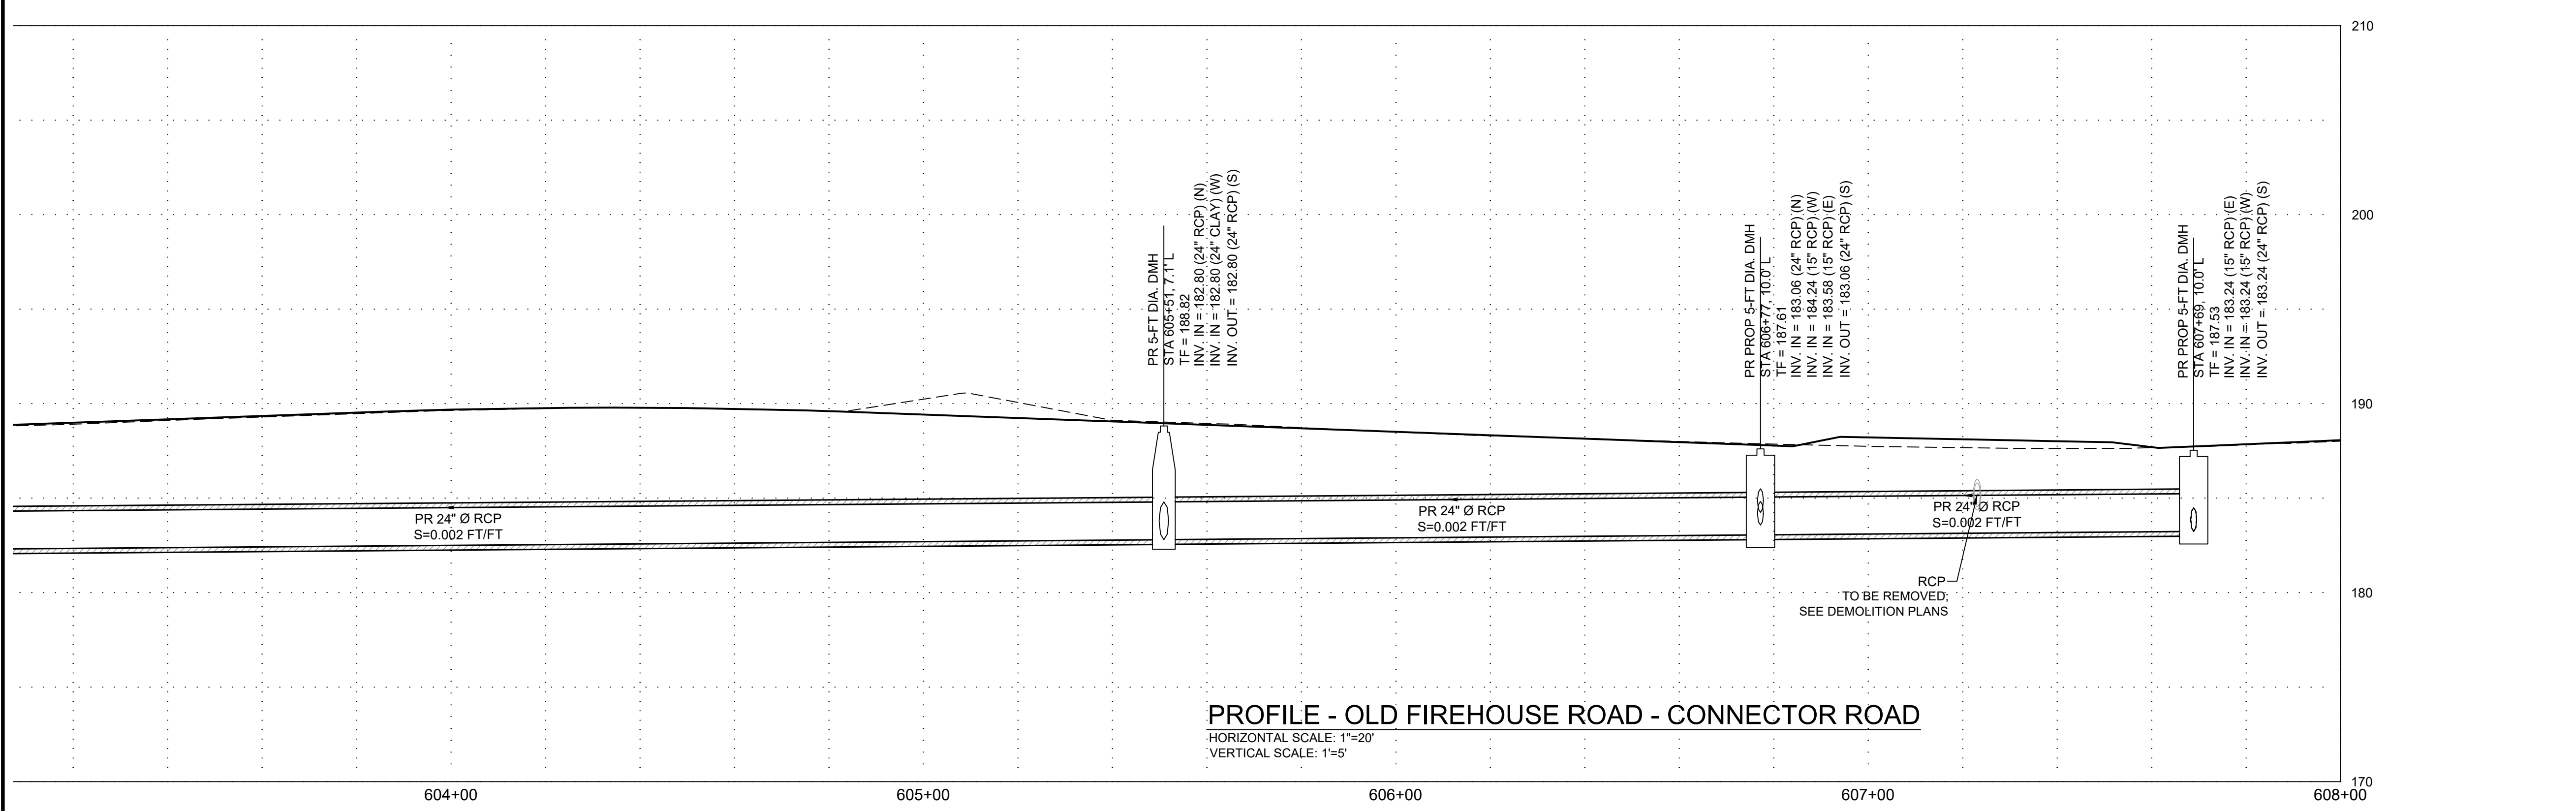 210
200
190
180
170
PR 5-FT DIA. DMH
STA 605+51, 7.1' L
TF = 188.82
INV. IN = 182.80 (24" RCP) (N)
INV. IN = 182.80 (24" CLAY) (W)
INV. OUT = 182.80 (24" RCP) (S)
PR PROP 5-FT DIA. DMH
STA 606+77, 10.0' L
TF = 187.61
INV. IN = 183.06 (24" RCP) (N)
INV. IN = 184.24 (15" RCP) (W)
INV. IN = 183.58 (15" RCP) (E)
INV. OUT = 183.06 (24" RCP) (S)
PR PROP 5-FT DIA. DMH
STA 607+69, 10.0' L
TF = 187.53
INV. IN = 183.24 (15" RCP) (E)
INV. IN = 183.24 (15" RCP) (W)
INV. OUT = 183.24 (24" RCP) (S)
PR 24" Ø RCP
S=0.002 FT/FT
PR 24" Ø RCP
S=0.002 FT/FT
PR 24" Ø RCP
S=0.002 FT/FT
RCP
TO BE REMOVED;
SEE DEMOLITION PLANS
PROFILE - OLD FIREHOUSE ROAD - CONNECTOR ROAD
HORIZONTAL SCALE: 1"=20'
VERTICAL SCALE: 1'=5'
604+00
605+00
606+00
607+00
608+00